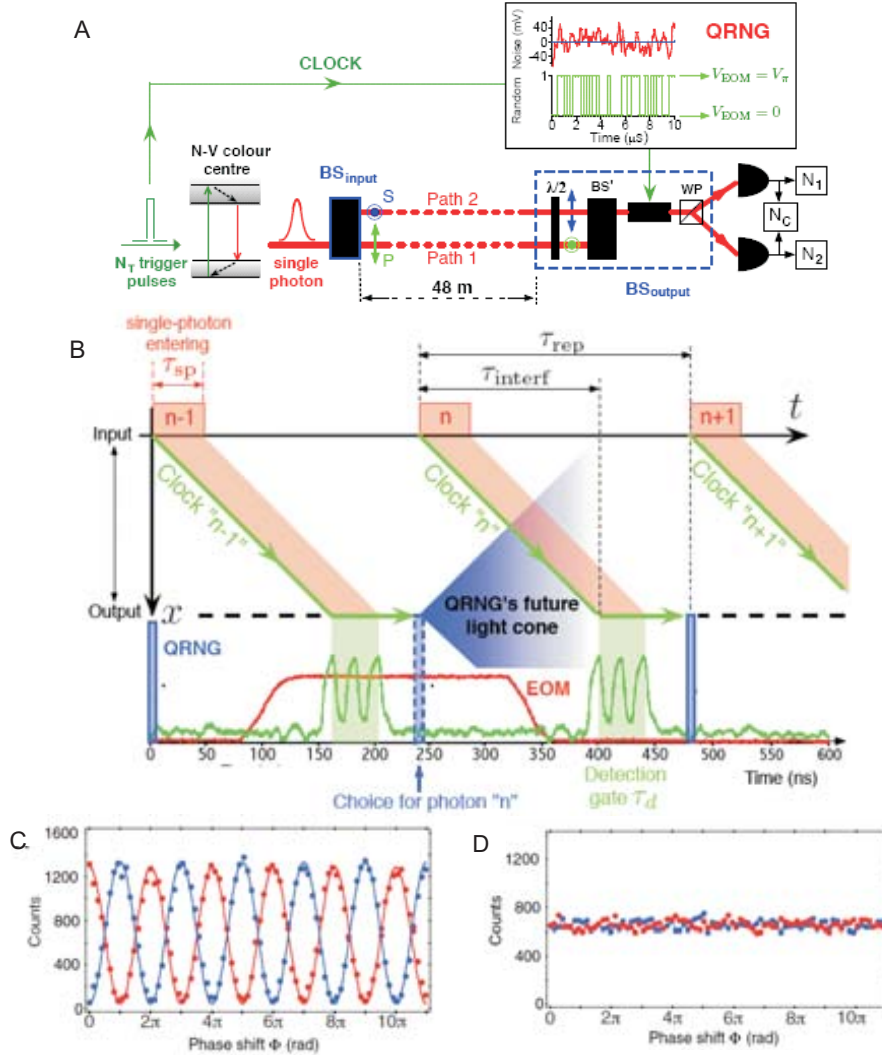 A
CLOCK
QRNG
Noise (mV)
40
0
-40
Random
1
0
V_EOM = V_π
V_EOM = 0
0 2 4 6 8 10
Time (μS)
N-V colour
centre
BS_input
S
P
Path 2
Path 1
λ/2
BS'
WP
N_1
N_C
N_2
N_T trigger
pulses
single
photon
48 m
BS_output
B
single-photon
entering
τ_sp
τ_rep
τ_interf
n-1
n
n+1
t
Input
Clock "n-1"
Clock "n"
Clock "n+1"
Output
x
QRNG's future
light cone
QRNG
EOM
0 50 100 150 200 250 300 350 400 450 500 550 600
Time (ns)
Choice for photon "n"
Detection
gate τ_d
C
1600
1200
800
400
0
Counts
0 2π 4π 6π 8π 10π
Phase shift Φ (rad)
D
1200
800
400
0
Counts
0 2π 4π 6π 8π 10π
Phase shift Φ (rad)